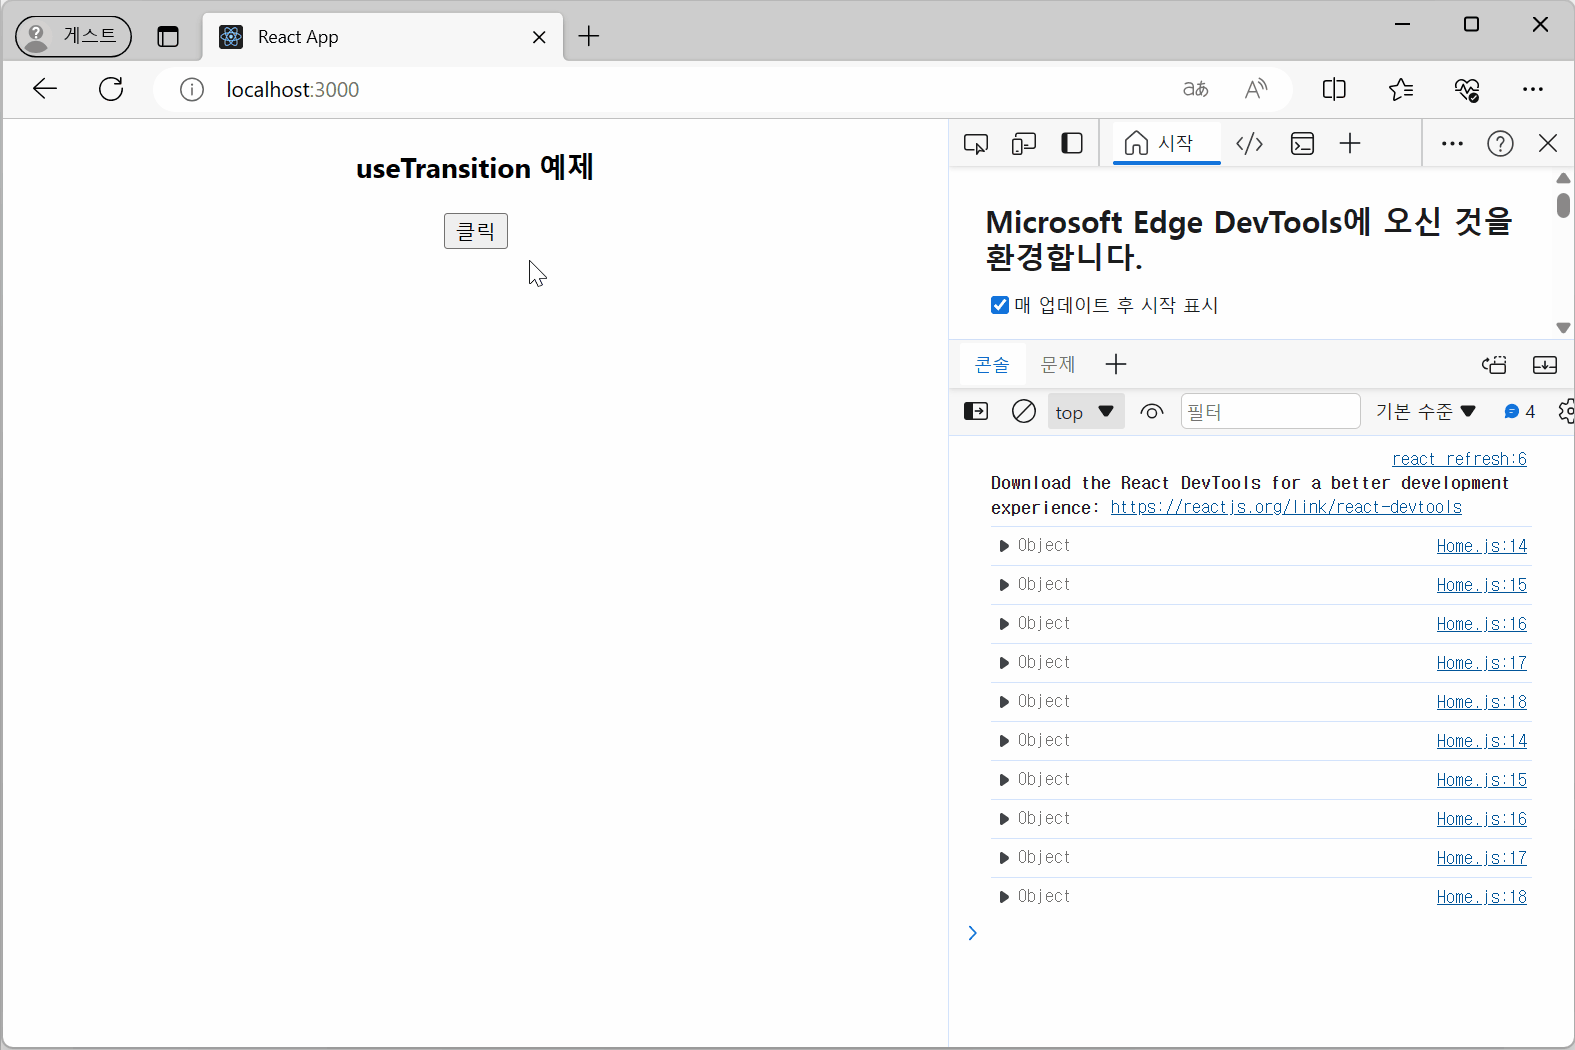 게스트
React App
localhost:3000
aあ
A
useTransition 예제
클릭
시작
Microsoft Edge DevTools에 오신 것을
환경합니다.
매 업데이트 후 시작 표시
콘솔 문제
top 필터 기본 수준 4
react refresh:6
Download the React DevTools for a better development
experience: https://reactjs.org/link/react-devtools
Object Home.js:14
Object Home.js:15
Object Home.js:16
Object Home.js:17
Object Home.js:18
Object Home.js:14
Object Home.js:15
Object Home.js:16
Object Home.js:17
Object Home.js:18